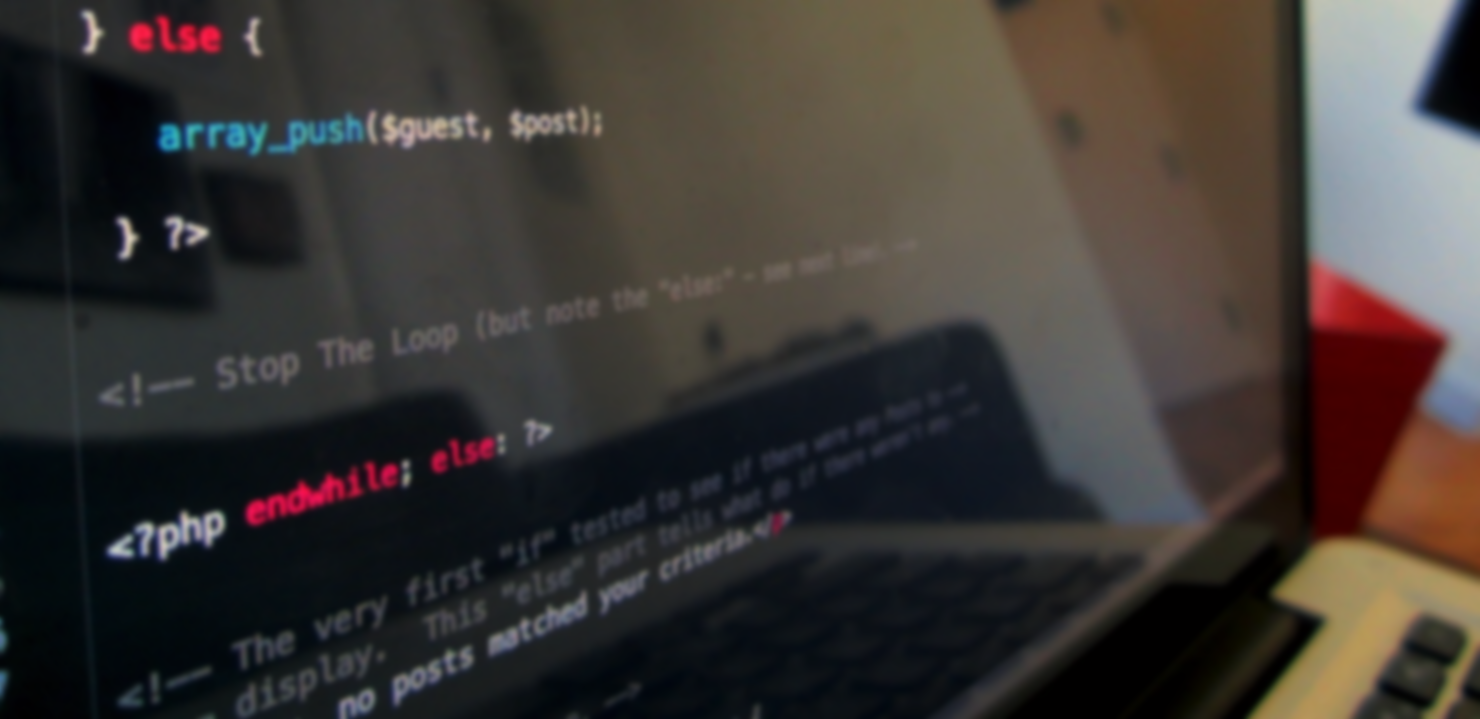 } else {
array_push($guest, $post);
} ?>
<!-- Stop The Loop (but note the "else:" - see next line). -->
<?php endwhile; else: ?>
<!-- The very first "if" tested to see if there were any Posts to -->
display. This "else" part tells what do if there weren't any. -->
no posts matched your criteria.</p>
-->